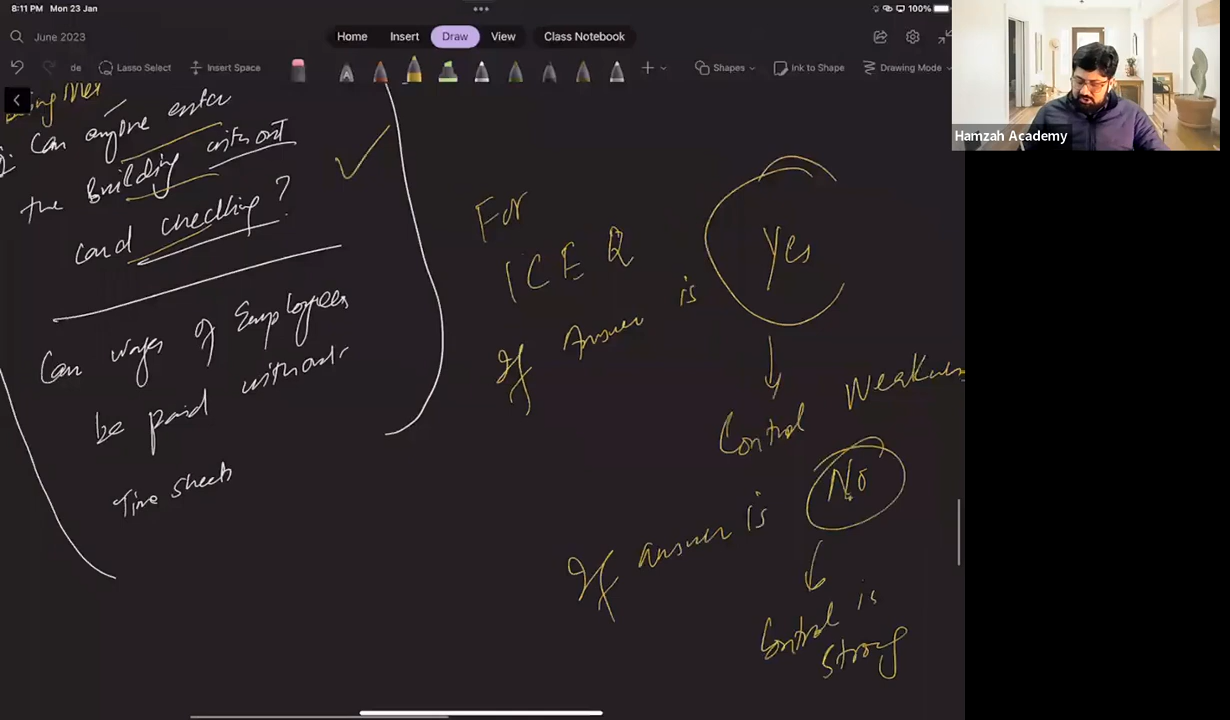 8:11 PM Mon 23 Jan
100%
June 2023
Home Insert Draw View Class Notebook
de Lasso Select Insert Space Shapes Ink to Shape Drawing Mode
Can anyone enter
the Building without
card checking?
Can wages of Employees
be paid without
Time sheets
For
ICE Q
If Answer is Yes
Control Weakness
If answer is No
Control is
strong
Hamzah Academy